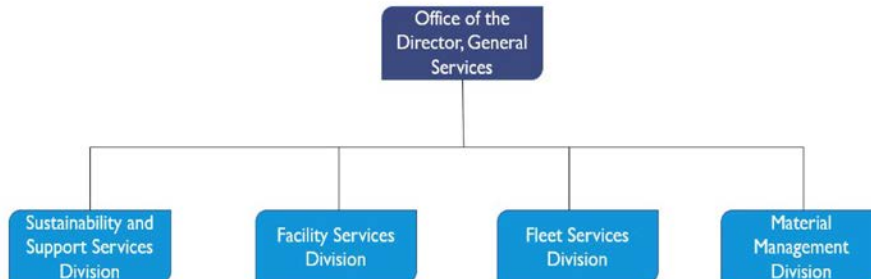 Office of the
Director, General
Services
Sustainability and
Support Services
Division
Facility Services
Division
Fleet Services
Division
Material
Management
Division